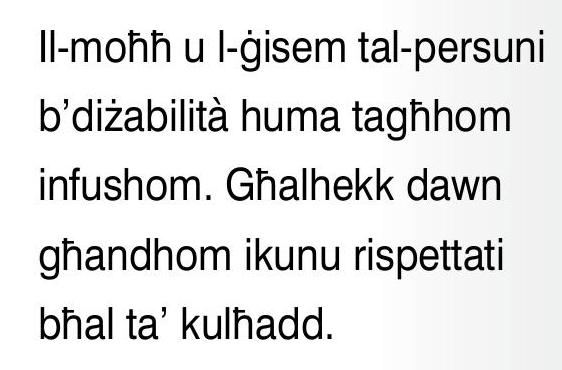 Il-moħħ u l-ġisem tal-persuni
b’diżabilità huma tagħhom
infushom. Għalhekk dawn
għandhom ikunu rispettati
bħal ta’ kulħadd.